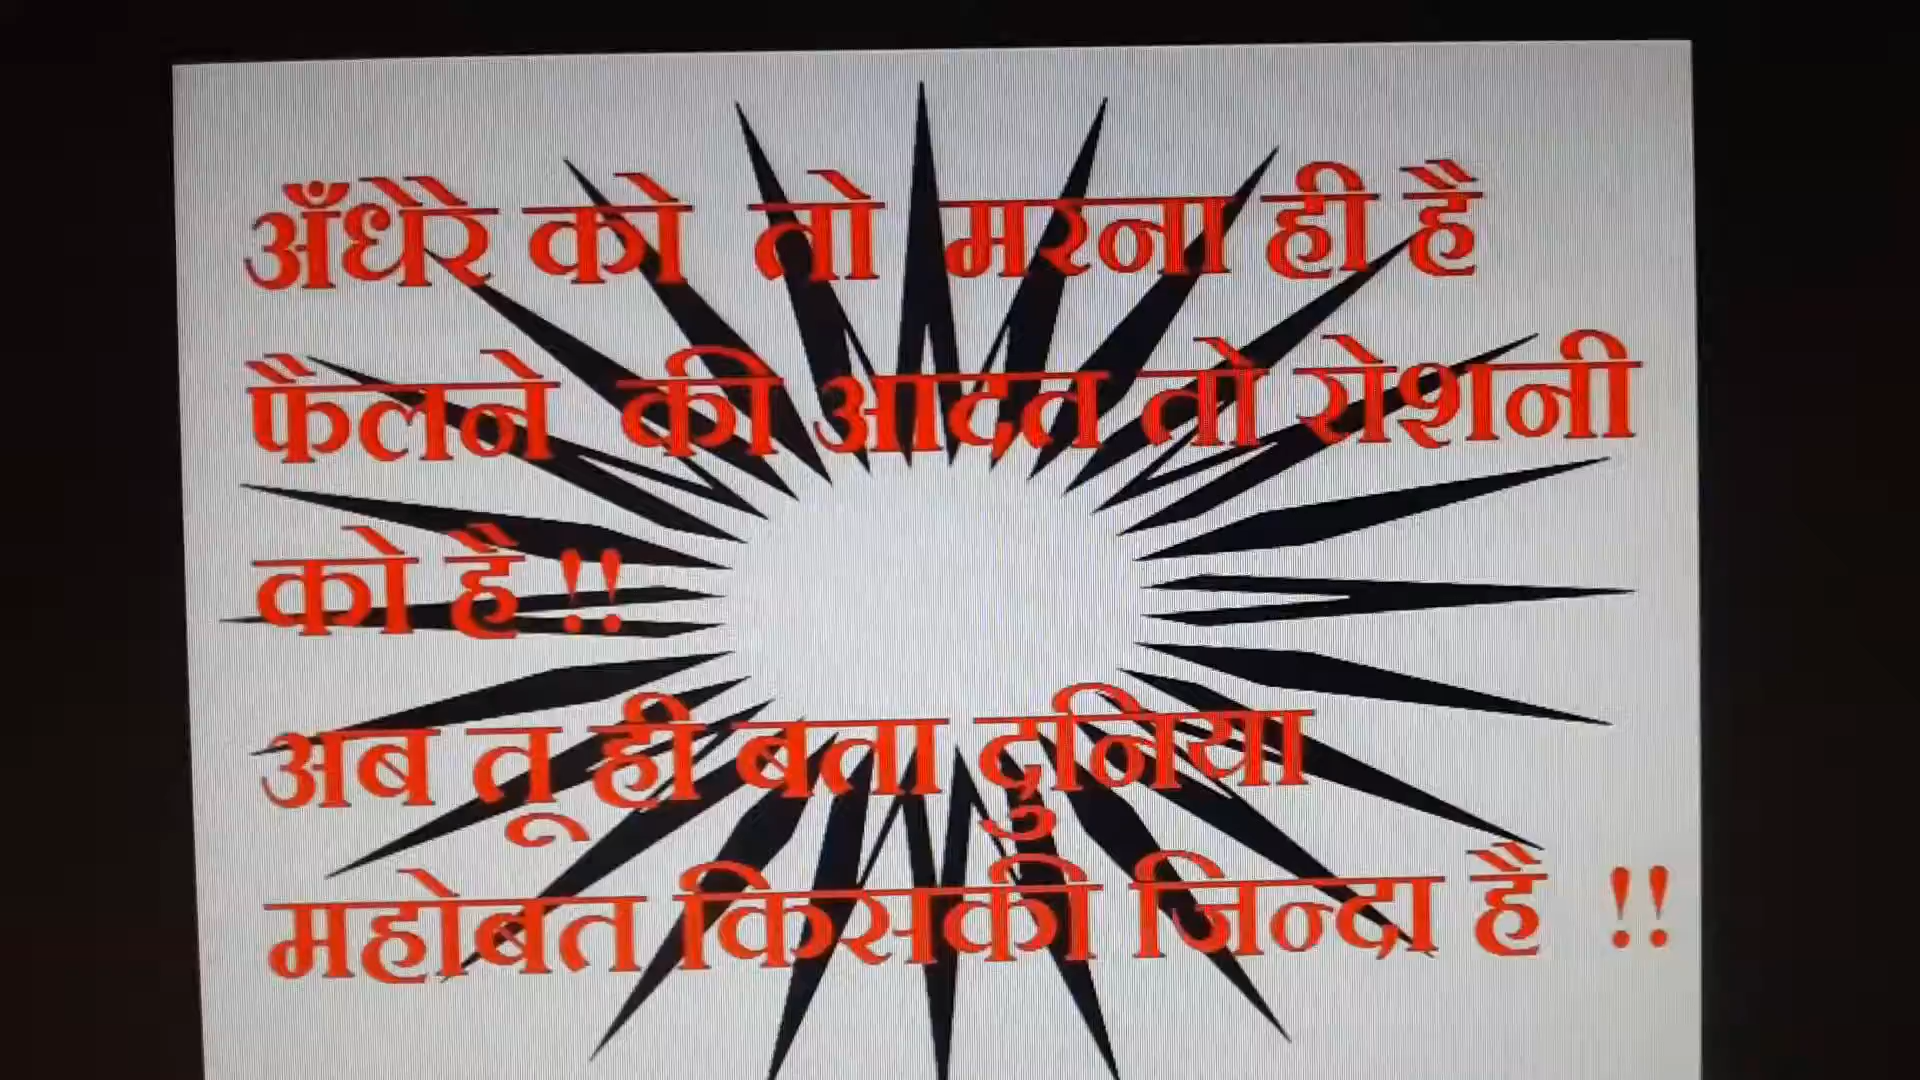 अँधेरे को तो मरना ही है
फैलने की आदत तो रोशनी
को है !!
अब तू ही बता दुनिया
महोबत किसकी जिन्दा है !!